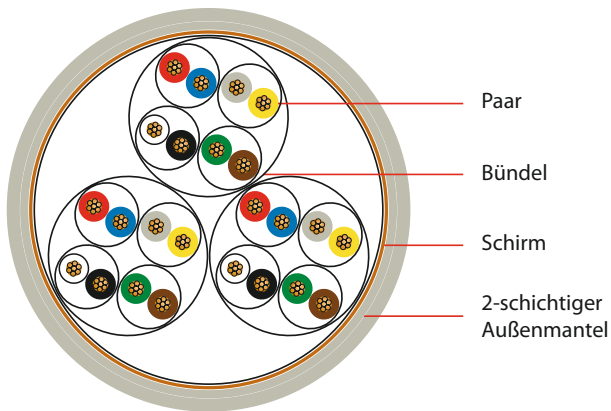 Paar
Bündel
Schirm
2-schichtiger
Außenmantel